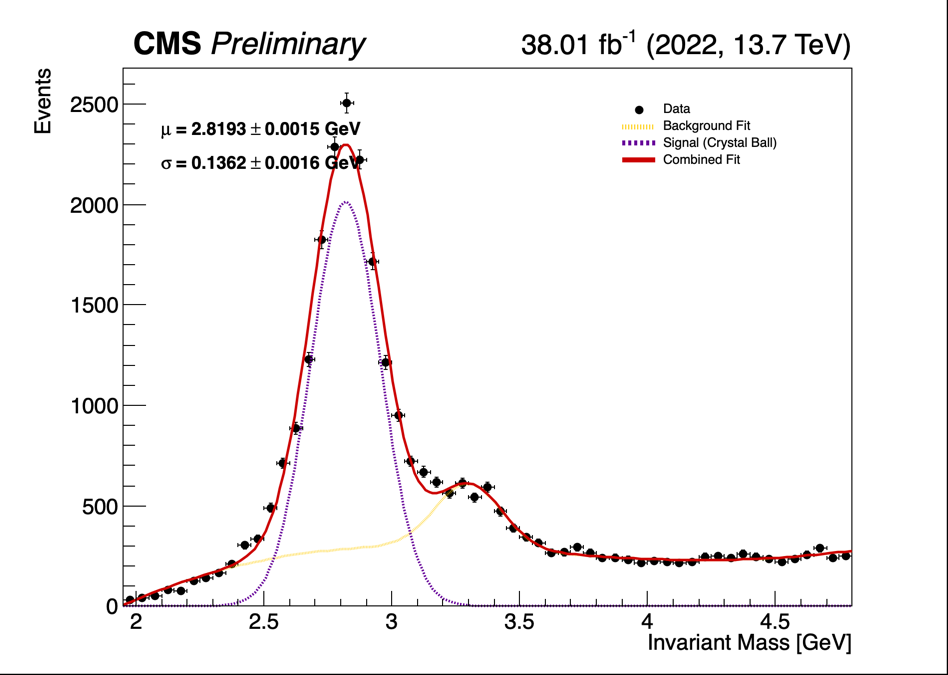 CMS Preliminary 38.01 fb-1 (2022, 13.7 TeV)
Events
2500
2000
1500
1000
500
0
μ = 2.8193 ± 0.0015 GeV
σ = 0.1362 ± 0.0016 GeV
Data
Background Fit
Signal (Crystal Ball)
Combined Fit
2 2.5 3 3.5 4 4.5
Invariant Mass [GeV]